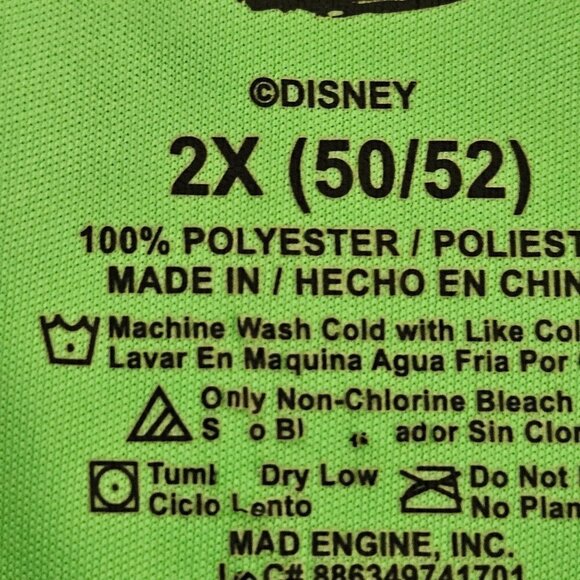 ©DISNEY
2X (50/52)
100% POLYESTER / POLIEST
MADE IN / HECHO EN CHIN
Machine Wash Cold with Like Co
Lavar En Maquina Agua Fria Por
Only Non-Chlorine Bleach
ador Sin Clor
Tumb Dry Low
Do Not
Ciclo Lento
No Plan
MAD ENGINE, INC.
C# 886349741701